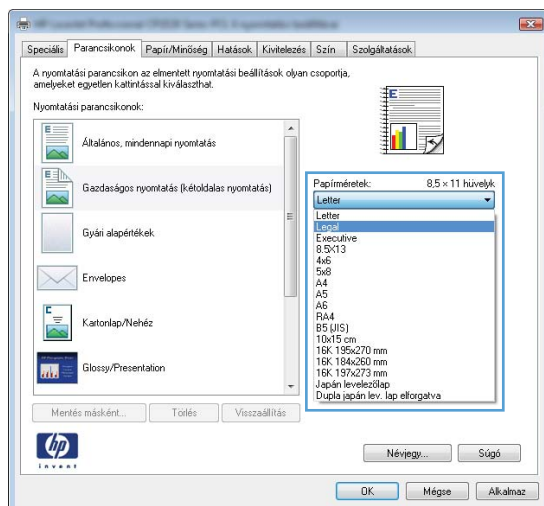 Speciális Parancsikonok Papír/Minőség Hatások Kivitelezés Szín Szolgáltatások
A nyomtatási parancsikon az elmentett nyomtatási beállítások olyan csoportja,
amelyeket egyetlen kattintással kiválaszthat.
Nyomtatási parancsikonok:
Általános, mindennapi nyomtatás
Gazdaságos nyomtatás (kétoldalas nyomtatás)
Gyári alapértékek
Envelopes
Kartonlap/Nehéz
Glossy/Presentation
Papírméretek: 8,5 × 11 hüvelyk
Letter
Letter
Legal
Executive
8.5X13
4x6
5x8
A4
A5
A6
RA4
B5 (JIS)
10x15 cm
16K 195x270 mm
16K 184x260 mm
16K 197x273 mm
Japán levelezőlap
Dupla japán lev. lap elforgatva
Mentés másként... Törlés Visszaállítás
hp
invent
Névjegy... Súgó
OK Mégse Alkalmaz